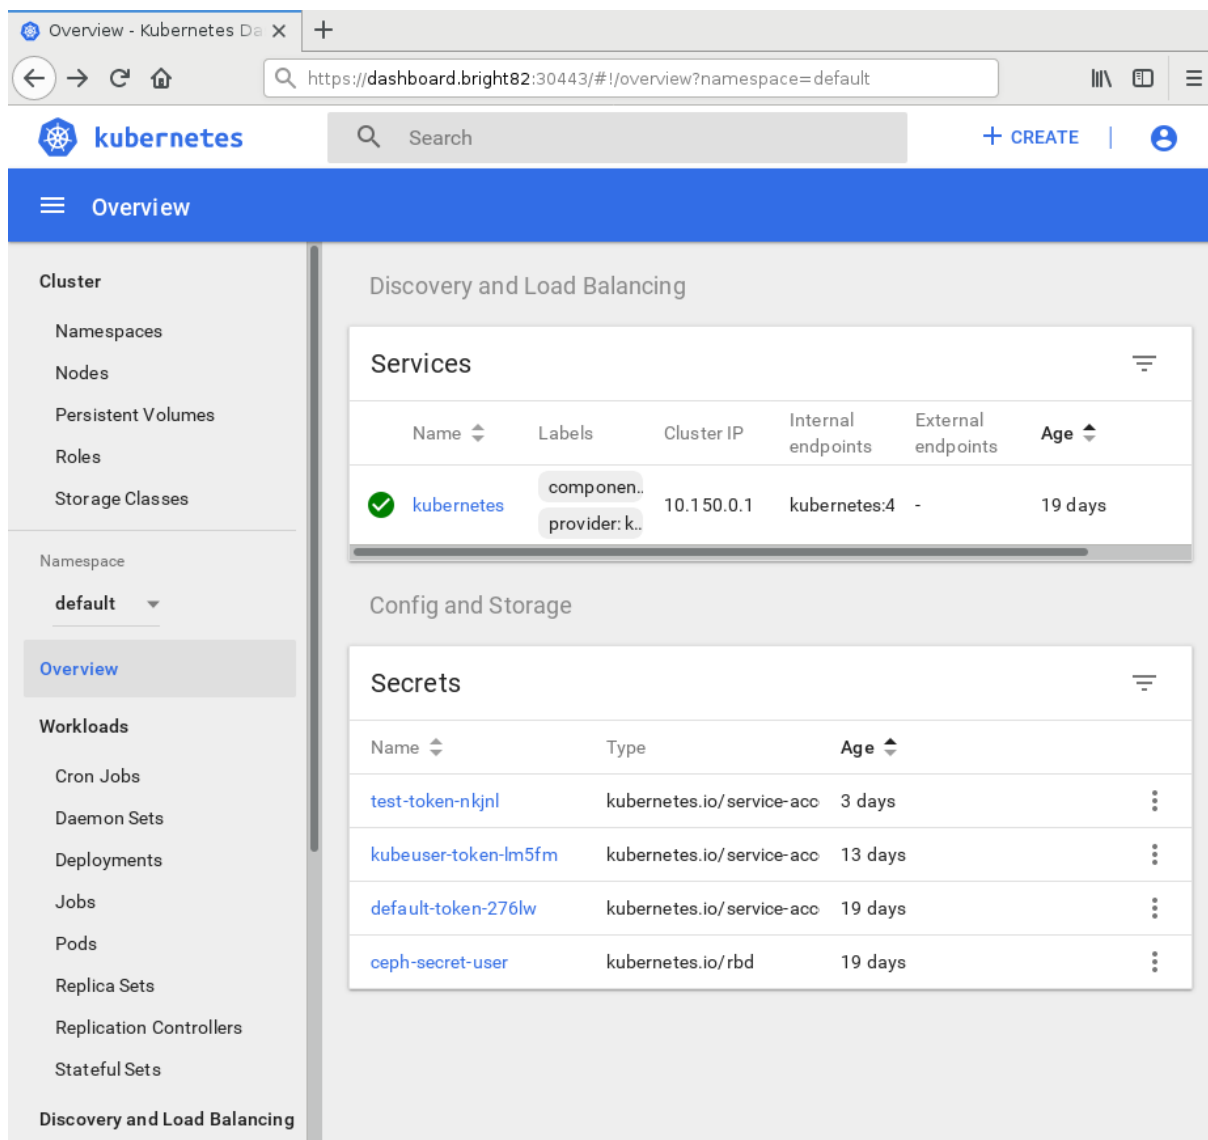 Overview - Kubernetes Da
https://dashboard.bright82:30443/#!/overview?namespace=default
kubernetes
Search
+ CREATE
Overview
Cluster
Namespaces
Nodes
Persistent Volumes
Roles
Storage Classes
Namespace
default
Overview
Workloads
Cron Jobs
Daemon Sets
Deployments
Jobs
Pods
Replica Sets
Replication Controllers
Stateful Sets
Discovery and Load Balancing
Discovery and Load Balancing
Services
Name Labels Cluster IP Internal endpoints External endpoints Age
kubernetes componen.. provider: k.. 10.150.0.1 kubernetes:4 - 19 days
Config and Storage
Secrets
Name Type Age
test-token-nkjnl kubernetes.io/service-acc 3 days
kubeuser-token-lm5fm kubernetes.io/service-acc 13 days
default-token-276lw kubernetes.io/service-acc 19 days
ceph-secret-user kubernetes.io/rbd 19 days